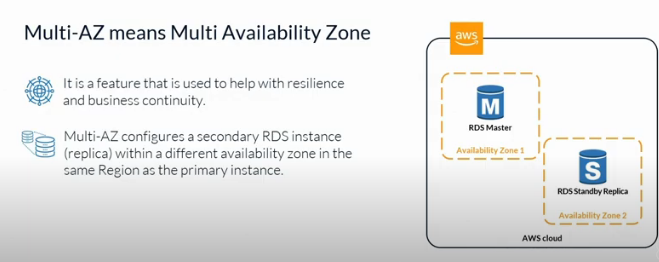 Multi-AZ means Multi Availability Zone
It is a feature that is used to help with resilience
and business continuity.
Multi-AZ configures a secondary RDS instance
(replica) within a different availability zone in the
same Region as the primary instance.
aws
M
RDS Master
Availability Zone 1
S
RDS Standby Replica
Availability Zone 2
AWS cloud